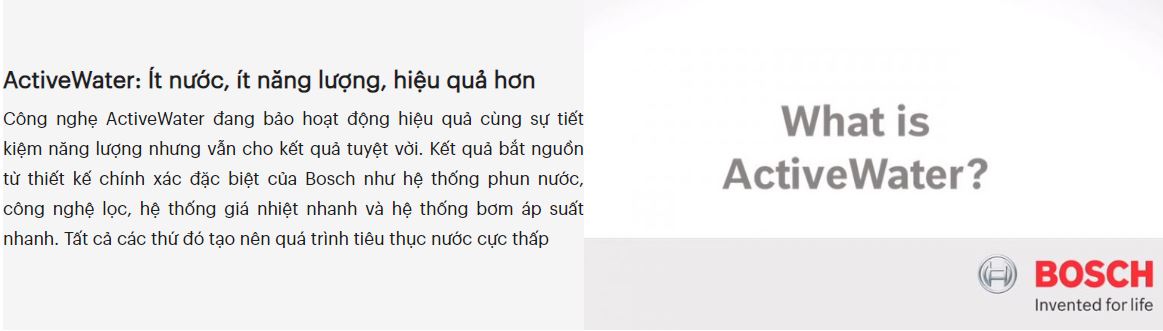 ActiveWater: Ít nước, ít năng lượng, hiệu quả hơn
Công nghẹ ActiveWater đang bảo hoạt động hiệu quả cùng sự tiết
kiệm năng lượng nhưng vẫn cho kết quả tuyệt vời. Kết quả bắt nguồn
từ thiết kế chính xác đặc biệt của Bosch như hệ thống phun nước,
công nghệ lọc, hệ thống giá nhiệt nhanh và hệ thống bơm áp suất
nhanh. Tất cả các thứ đó tạo nên quá trình tiêu thụ nước cực thấp
What is
ActiveWater?
BOSCH
Invented for life